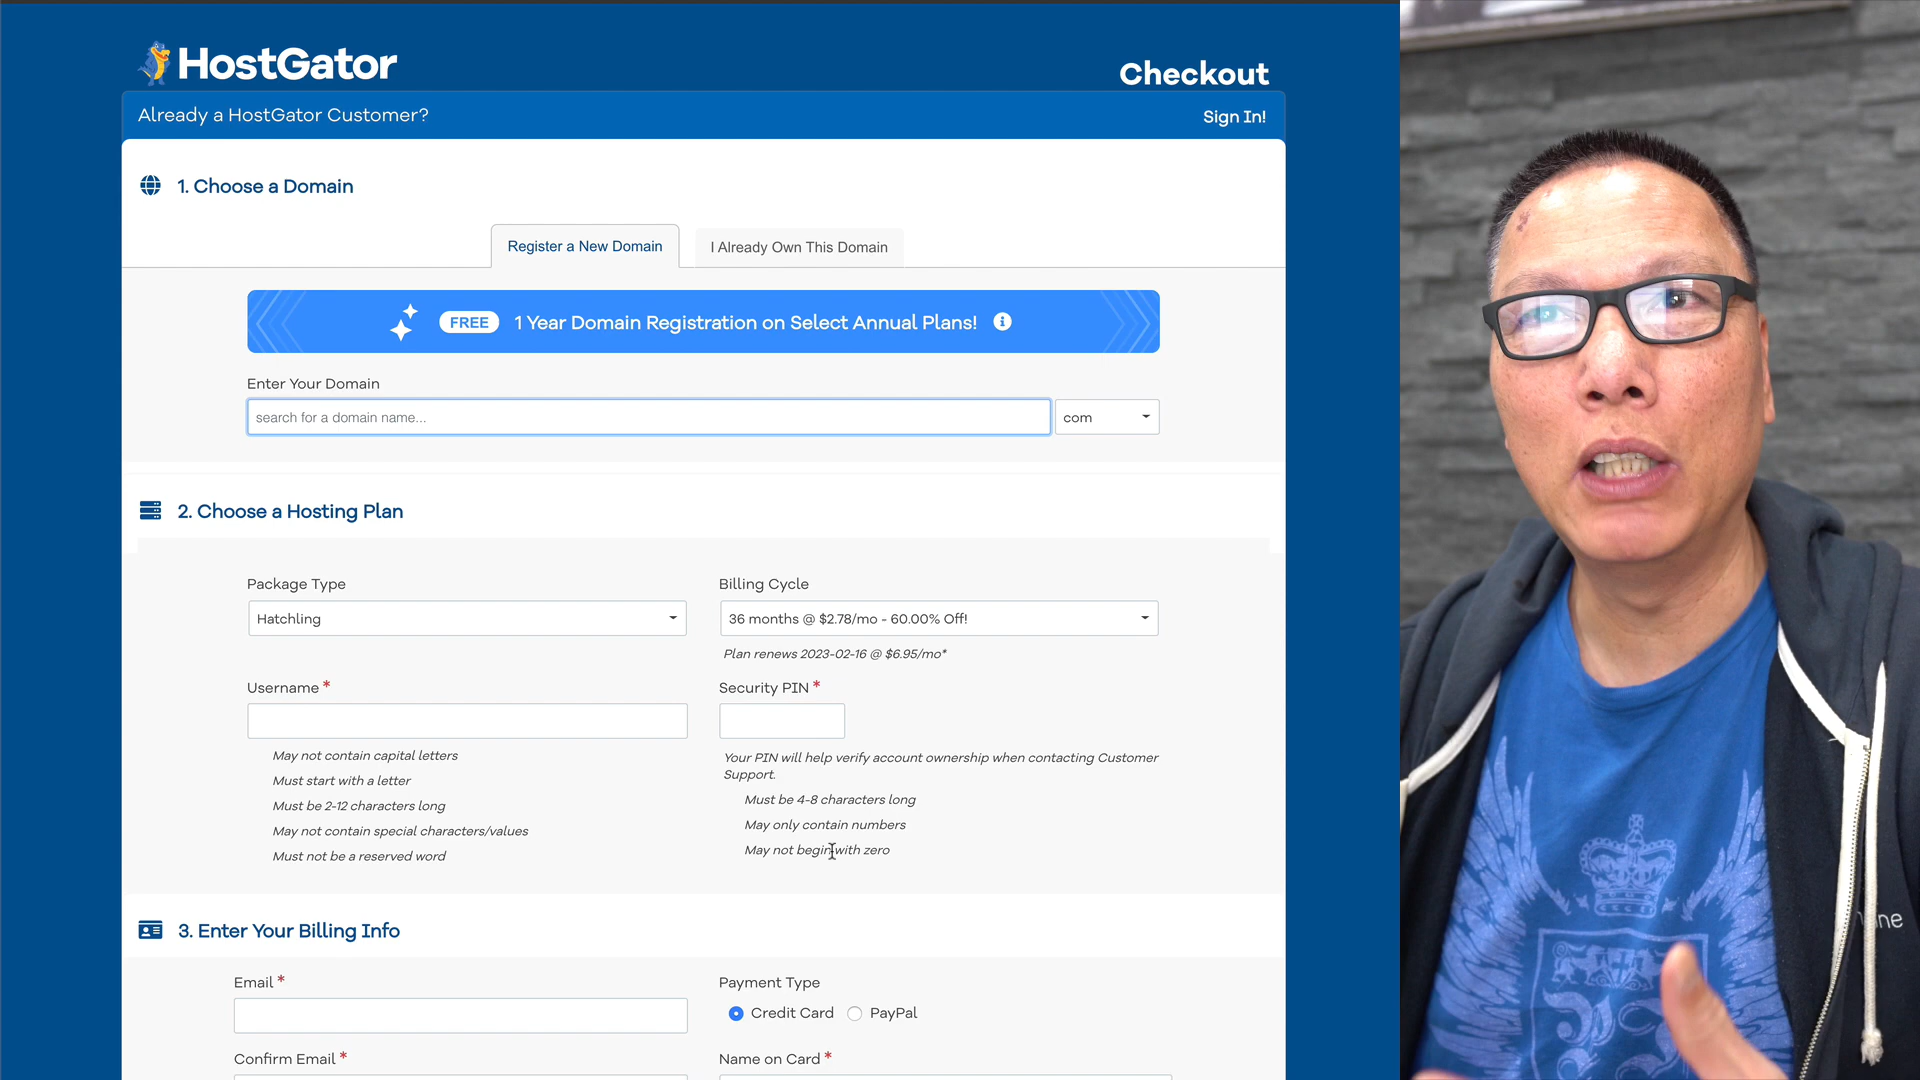 HostGator
Checkout
Already a HostGator Customer?
Sign In!
1. Choose a Domain
Register a New Domain
I Already Own This Domain
FREE 1 Year Domain Registration on Select Annual Plans!
Enter Your Domain
search for a domain name...
com
2. Choose a Hosting Plan
Package Type
Billing Cycle
Hatchling
36 months @ $2.78/mo - 60.00% Off!
Plan renews 2023-02-16 @ $6.95/mo*
Username *
Security PIN *
May not contain capital letters
Must start with a letter
Must be 2-12 characters long
May not contain special characters/values
Must not be a reserved word
Your PIN will help verify account ownership when contacting Customer
Support.
Must be 4-8 characters long
May only contain numbers
May not begin with zero
3. Enter Your Billing Info
Email *
Payment Type
Credit Card
PayPal
Confirm Email *
Name on Card *